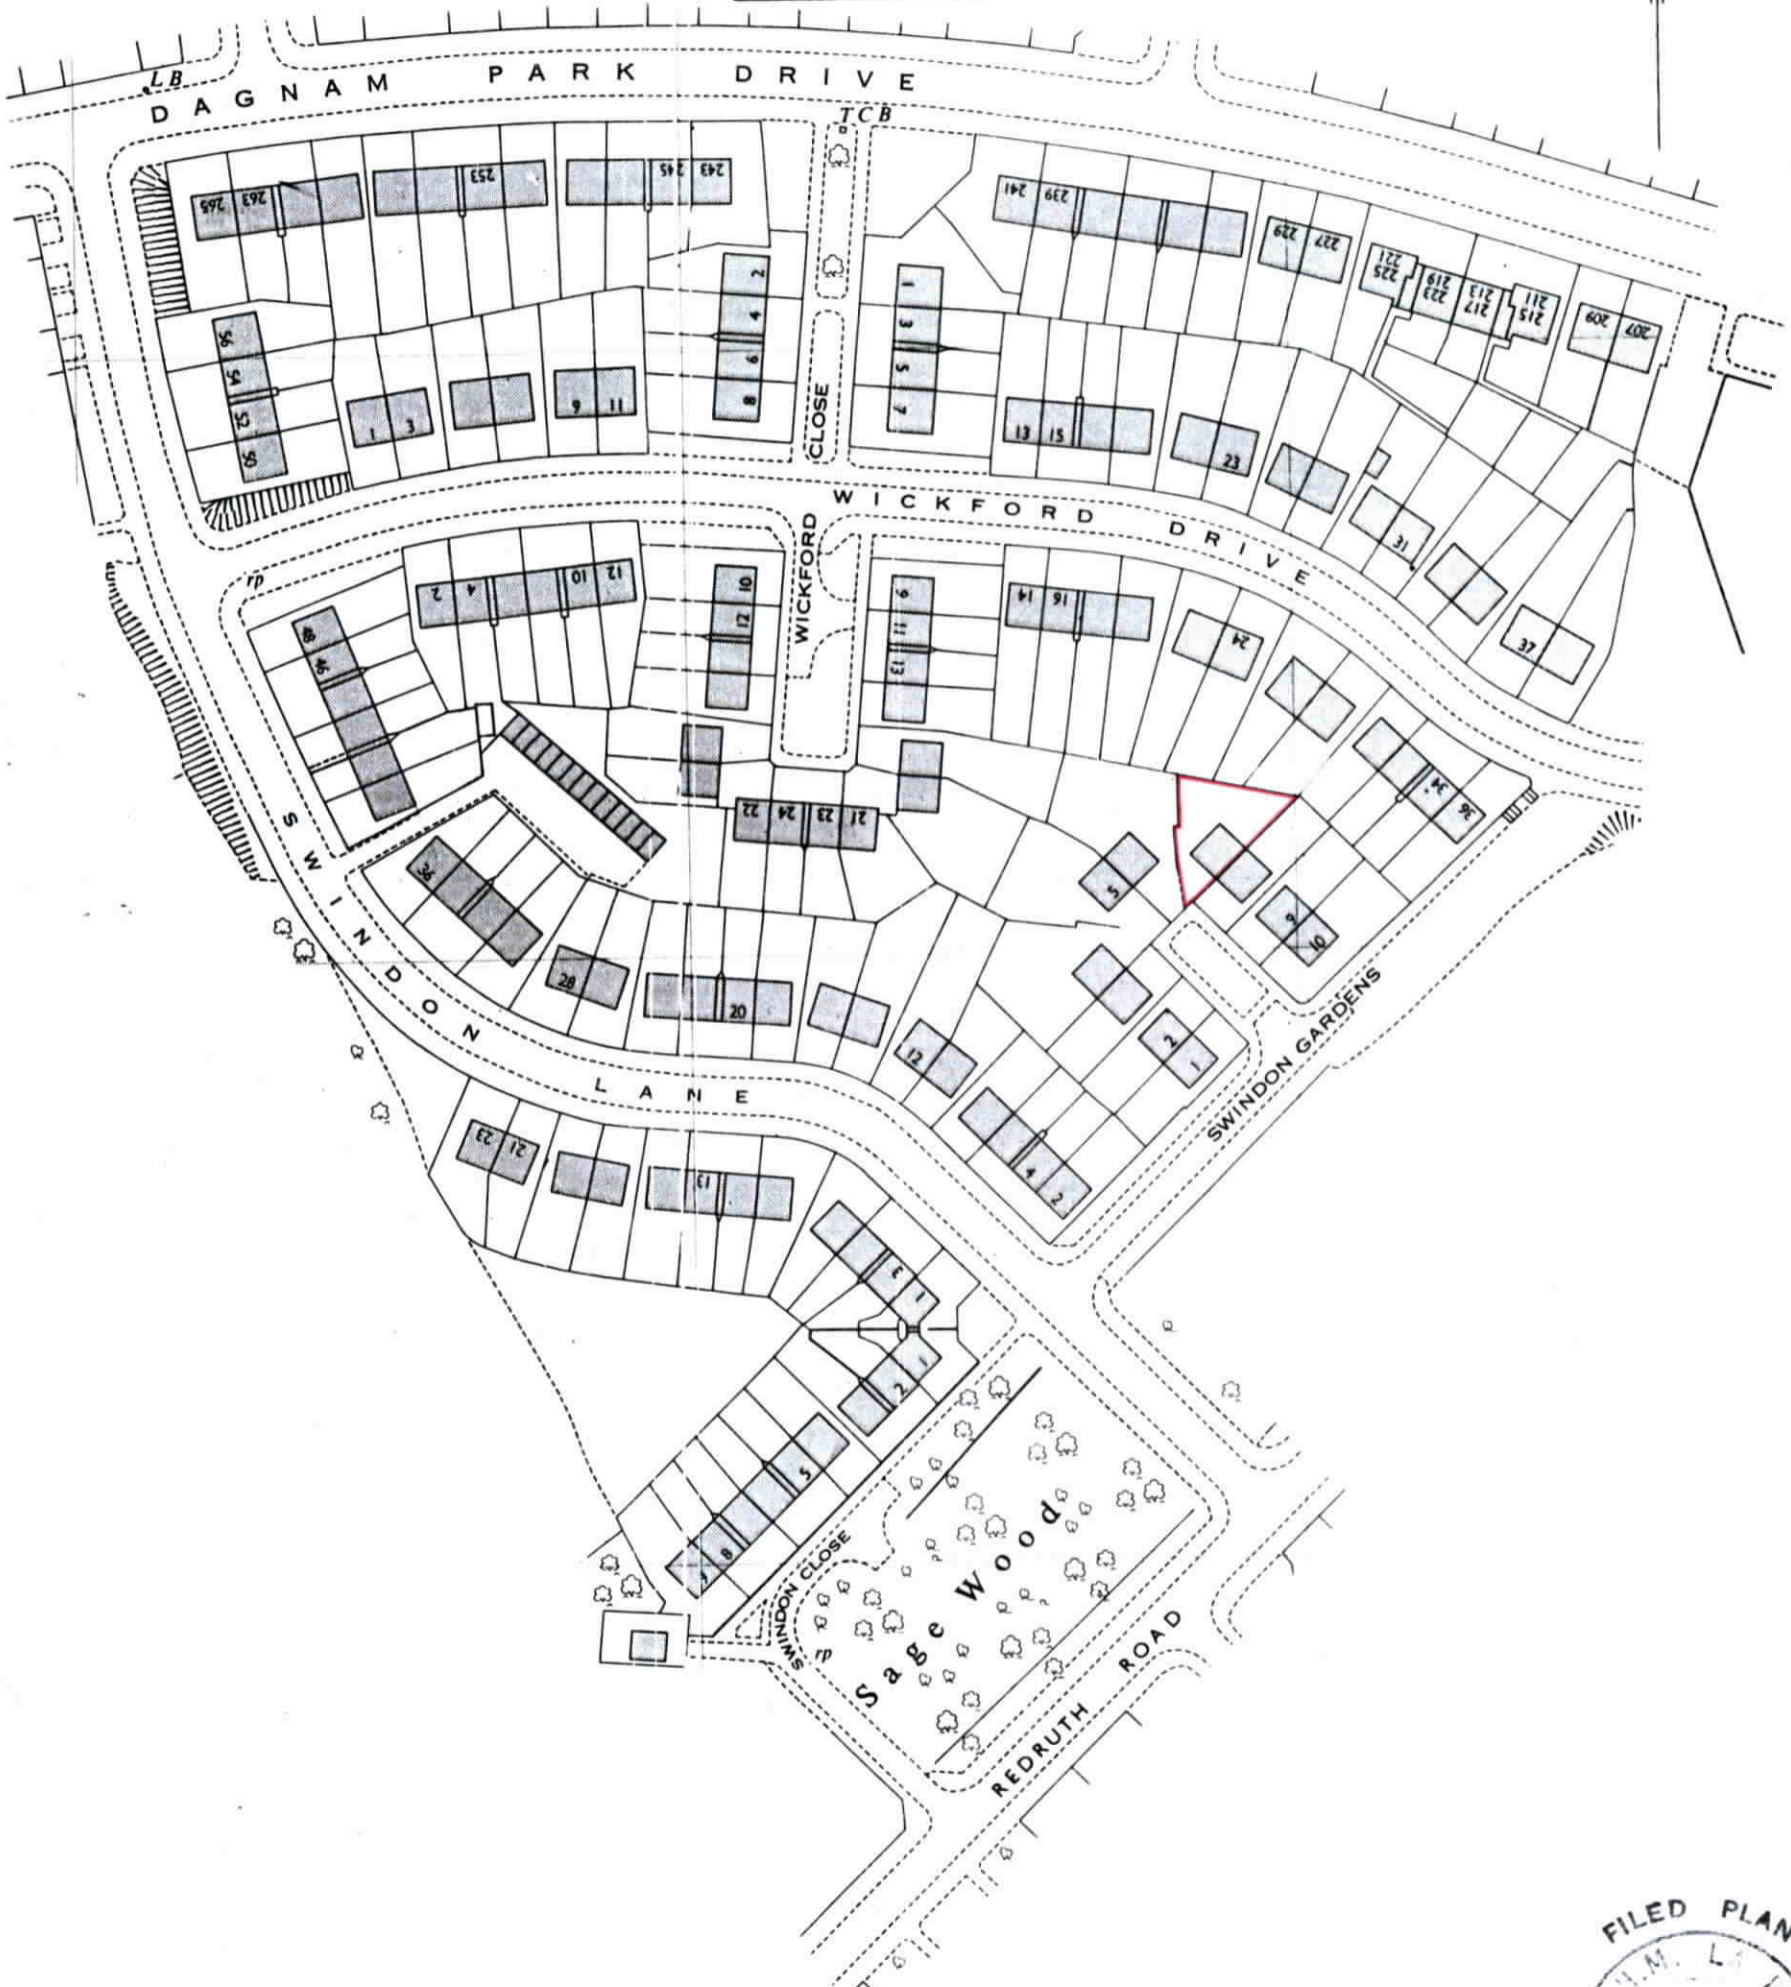 L B
DAGNAM PARK DRIVE
T C B
265 263 253 245 243
241 239 229 227 221 225 219 223 213 217 211 215 209 207
56 54 52 50
1 3 9 11
2 4 6 8
CLOSE
1 3 5 7
13 15 23 31 37
WICKFORD DRIVE
WICKFORD
rp
2 4 10 12
10 12
9 11 13
14 16 24 34 36
48 46
22 24 23 21
5
9 10
SWINDON LANE
36 28 20 12
2 1
4 2
SWINDON GARDENS
23 21 13
3 1
1 2
5 8
SWINDON CLOSE
rp
Sage Wood
REDRUTH ROAD
FILED PLAN
H.M. L